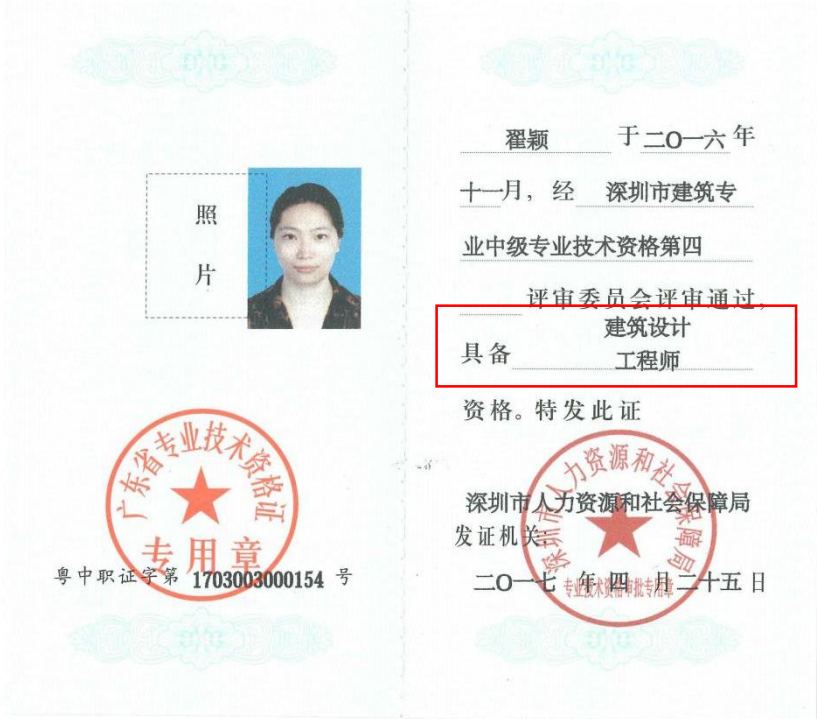 照
片
广东省专业技术资格证
专用章
粤中职证字第 1703003000154 号
翟颖 于二O一六年
十一月，经 深圳市建筑专
业中级专业技术资格第四
评审委员会评审通过，
建筑设计
具备 工程师
资格。特发此证
深圳市人力资源和社会保障局
深圳市人力资源和社会保障局
发证机关：
二O一七 年 四 月二十五日
专业技术资格审批专用章